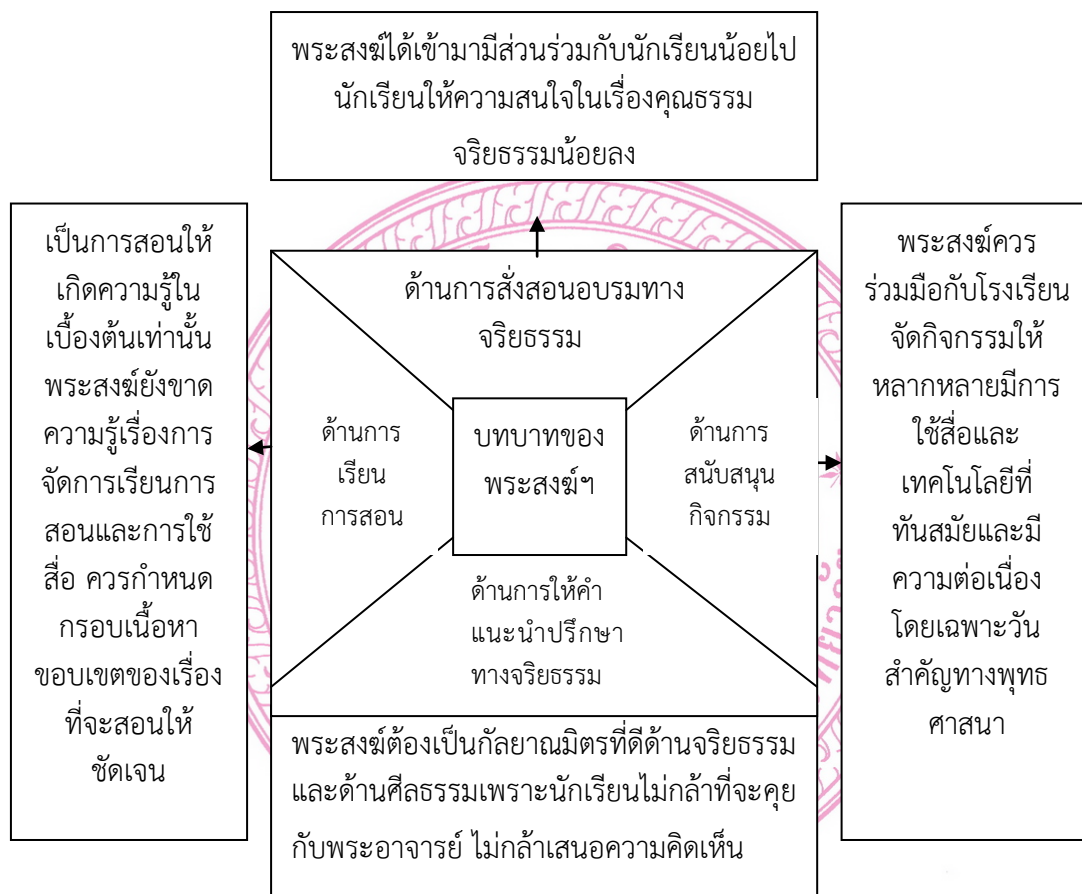 พระสงฆ์ได้เข้ามามีส่วนร่วมกับนักเรียนน้อยไป
นักเรียนให้ความสนใจในเรื่องคุณธรรม
จริยธรรมน้อยลง
เป็นการสอนให้
เกิดความรู้ใน
เบื้องต้นเท่านั้น
พระสงฆ์ยังขาด
ความรู้เรื่องการ
จัดการเรียนการ
สอนและการใช้
สื่อ ควรกำหนด
กรอบเนื้อหา
ขอบเขตของเรื่อง
ที่จะสอนให้
ชัดเจน
ด้านการสั่งสอนอบรมทาง
จริยธรรม
ด้านการ
เรียน
การสอน
บทบาทของ
พระสงฆ์ฯ
ด้านการ
สนับสนุน
กิจกรรม
ด้านการให้คำ
แนะนำปรึกษา
ทางจริยธรรม
พระสงฆ์ควร
ร่วมมือกับโรงเรียน
จัดกิจกรรมให้
หลากหลายมีการ
ใช้สื่อและ
เทคโนโลยีที่
ทันสมัยและมี
ความต่อเนื่อง
โดยเฉพาะวัน
สำคัญทางพุทธ
ศาสนา
พระสงฆ์ต้องเป็นกัลยาณมิตรที่ดีด้านจริยธรรม
และด้านศีลธรรมเพราะนักเรียนไม่กล้าที่จะคุย
กับพระอาจารย์ ไม่กล้าเสนอความคิดเห็น